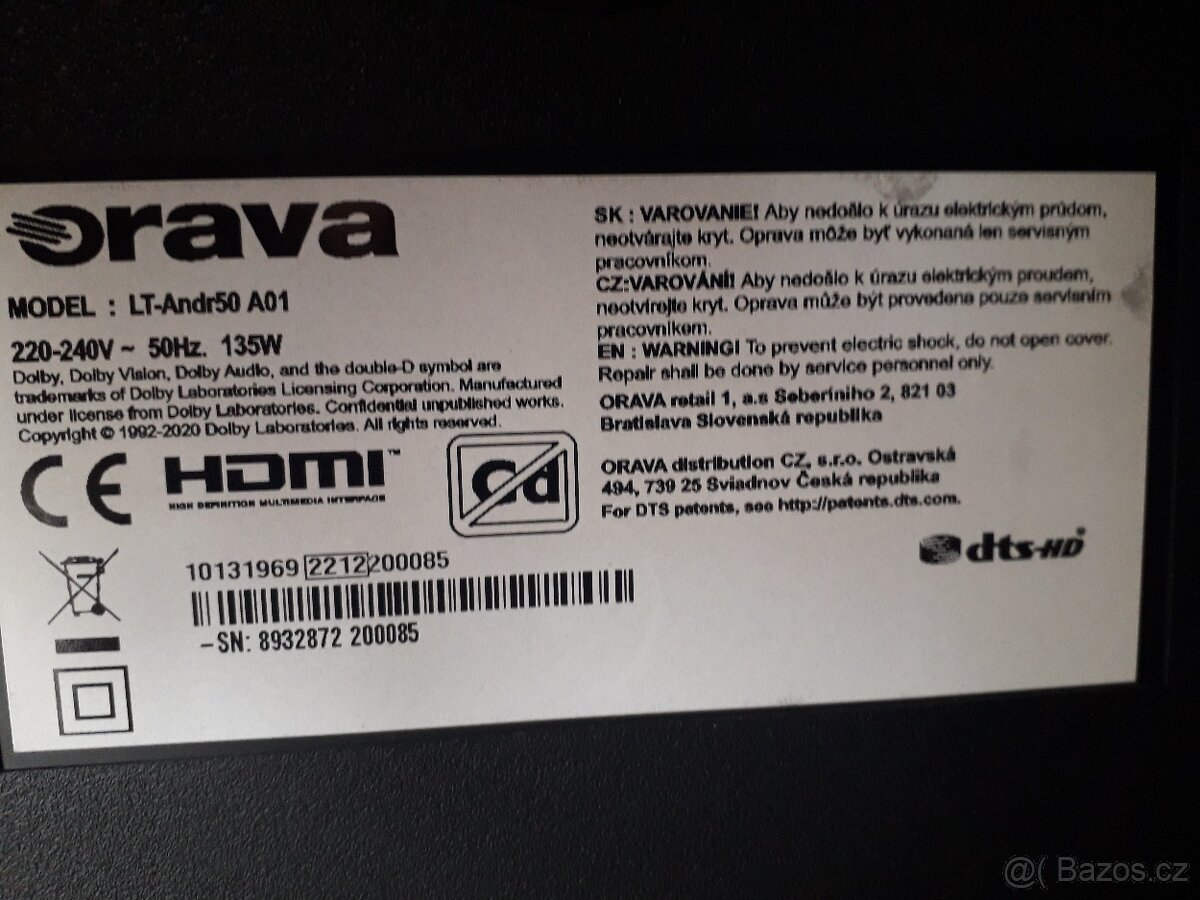 orava
MODEL : LT-Andr50 A01
220-240V ~ 50Hz. 135W
Dolby, Dolby Vision, Dolby Audio, and the double-D symbol are
trademarks of Dolby Laboratories Licensing Corporation. Manufactured
under license from Dolby Laboratories. Confidential unpublished works.
Copyright © 1992-2020 Dolby Laboratories. All rights reserved.
CE HDMI™
HIGH DEFINITION MULTIMEDIA INTERFACE
Cd
10131969 2212 200085
-SN: 8932872 200085
SK : VAROVANIE! Aby nedošlo k úrazu elektrickým prúdom,
neotvárajte kryt. Oprava môže byť vykonaná len servisným
pracovníkom.
CZ:VAROVÁNÍ! Aby nedošlo k úrazu elektrickým proudem,
neotvírejte kryt. Oprava může být provedena pouze servisním
pracovníkem.
EN : WARNING! To prevent electric shock, do not open cover.
Repair shall be done by service personnel only.
ORAVA retail 1, a.s Seberíniho 2, 821 03
Bratislava Slovenská republika
ORAVA distribution CZ, s.r.o. Ostravská
494, 739 25 Sviadnov Česká republika
For DTS patents, see http://patents.dts.com.
dts-HD
@( Bazos.cz